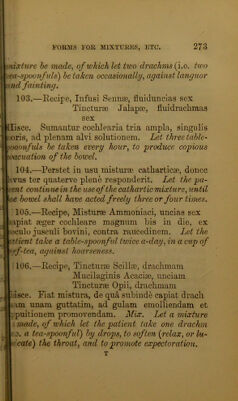 FORMS FOR MIXTURES, ETC. 273
mixture be made, of which let two drachms (i.o. two
tea-spoonfuls) be taken occasionally, against languor
and fainting.
103.—Recipe, Infusi Sennæ, fluiduncias sex
Tincturæ Jalapæ, fluidrachmas
sex
Misce. Sumantur cochlearia tria ampla, singulis
horis, ad plenam alvi solutionem. Let three table-
spoonfuls be taken every hour, to produce copious
evacuation of the bowel.
104.—Perstet in usu misturæ catharticæ, donec
alvus ter quaterve plenè responderit. Let the pa-
tient continue in the use of the cathartic mixture, until
the bowel shall have acted freely three or four times.
105.—Recipe, Misturæ Ammoniaci, uncias sex
Capiat æger cochleare magnum bis in die, ex
poculo jusculi bovini, contra raucedinem. Let the
patient take a table-spoonful twice a-day, in a cup of
beef-tea, against hoarseness.
106.—Recipe, Tincturæ Scillæ, drachmam
Mucilaginis Acaciæ, unciam
Tincturæ Opii, drachmam
Misce. Fiat mistura, de quâ subindè capiat drach
mam unam guttatim, ad gulam emolliendam et
sputitionem promovendam. Mix. Let a mixture
be made, of which let the patient take one drachm
(i.o. a tea-spoonful) by drops, to soften (relax, or lu-
bricate) the throat, and to promote expectoration.
T